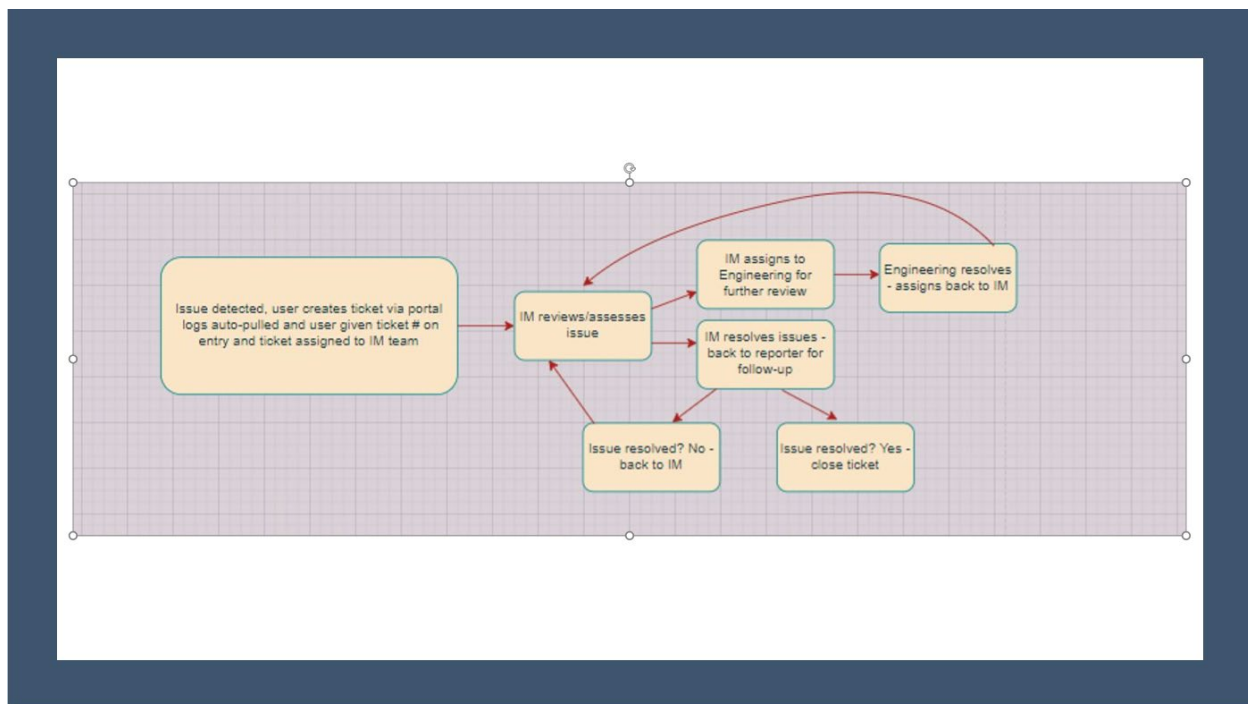 Issue detected, user creates ticket via portal
logs auto-pulled and user given ticket # on
entry and ticket assigned to IM team
IM reviews/assesses
issue
IM assigns to
Engineering for
further review
Engineering resolves
- assigns back to IM
IM resolves issues -
back to reporter for
follow-up
Issue resolved? No -
back to IM
Issue resolved? Yes -
close ticket